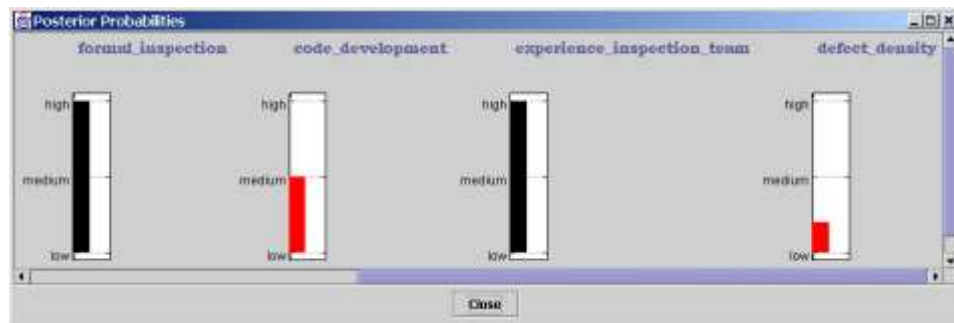 Posterior Probabilities
formal_inspection code_development experience_inspection_team defect_density
high high high high
medium medium medium medium
low low low low
Close